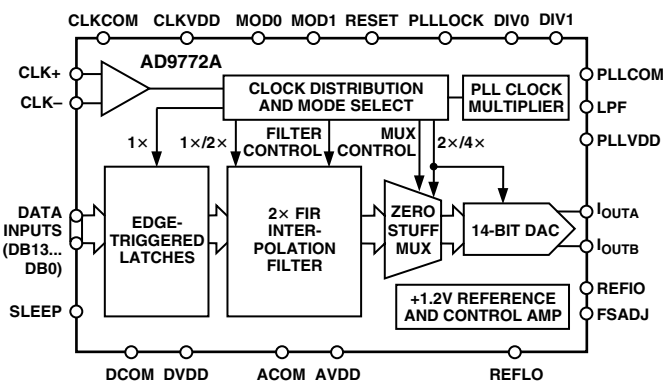 CLKCOM CLKVDD MOD0 MOD1 RESET PLLLOCK DIV0 DIV1
AD9772A
CLK+
CLK–
CLOCK DISTRIBUTION
AND MODE SELECT
PLL CLOCK
MULTIPLIER
PLLCOM
LPF
PLLVDD
1×
1×/2×
FILTER
CONTROL
MUX
CONTROL
2×/4×
DATA
INPUTS
(DB13...
DB0)
EDGE-
TRIGGERED
LATCHES
2× FIR
INTER-
POLATION
FILTER
ZERO
STUFF
MUX
14-BIT DAC
IOUTA
IOUTB
SLEEP
+1.2V REFERENCE
AND CONTROL AMP
REFIO
FSADJ
DCOM DVDD ACOM AVDD REFLO